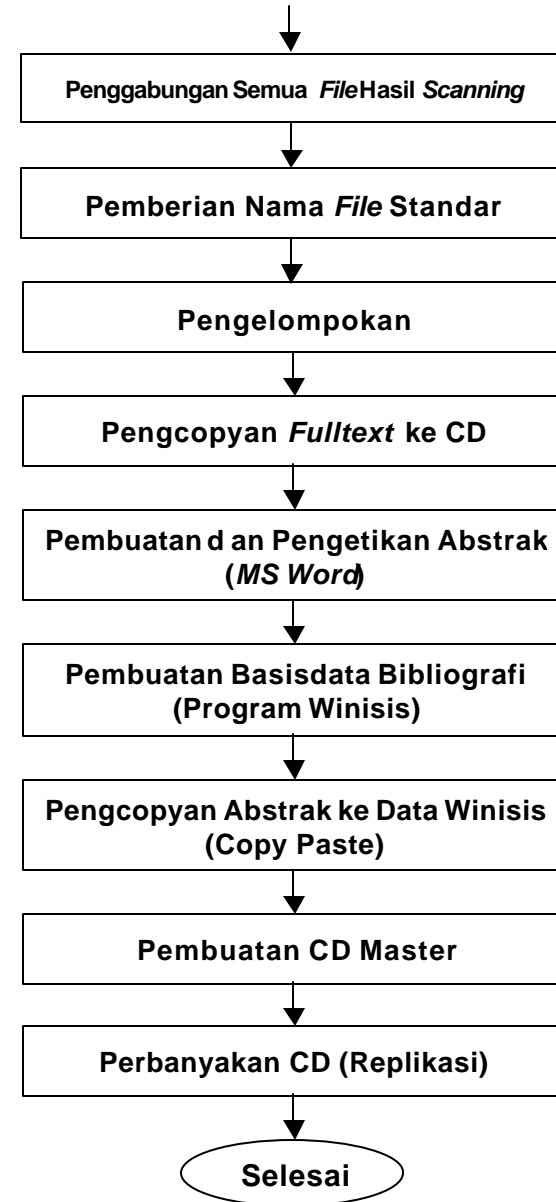 Penggabungan Semua File Hasil Scanning
Pemberian Nama File Standar
Pengelompokan
Pengcopyan Fulltext ke CD
Pembuatan d an Pengetikan Abstrak
(MS Word)
Pembuatan Basisdata Bibliografi
(Program Winisis)
Pengcopyan Abstrak ke Data Winisis
(Copy Paste)
Pembuatan CD Master
Perbanyakan CD (Replikasi)
Selesai